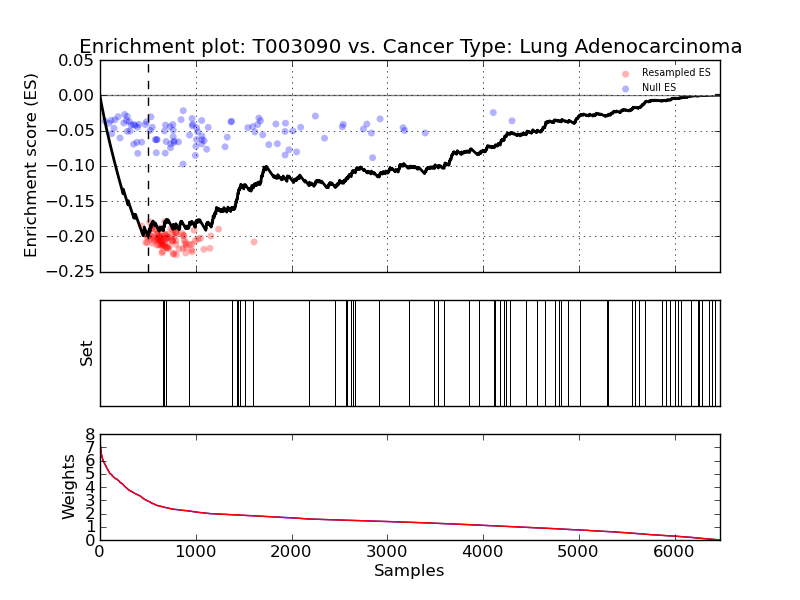 Enrichment plot: T003090 vs. Cancer Type: Lung Adenocarcinoma
0.05
0.00
−0.05
−0.10
−0.15
−0.20
−0.25
Enrichment score (ES)
Resampled ES
Null ES
Set
8
7
6
5
4
3
2
1
0
Weights
0 1000 2000 3000 4000 5000 6000
Samples